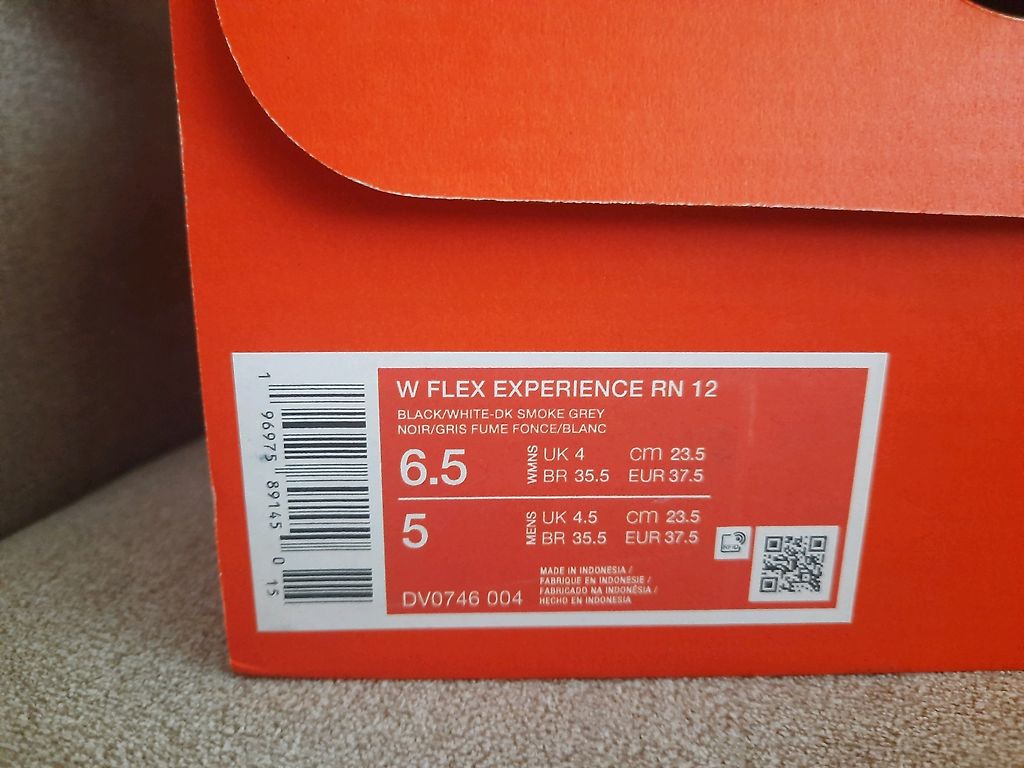 W FLEX EXPERIENCE RN 12
BLACK/WHITE-DK SMOKE GREY
NOIR/GRIS FUME FONCE/BLANC
6.5
WMNS
UK 4 cm 23.5
BR 35.5 EUR 37.5
5
MENS
UK 4.5 cm 23.5
BR 35.5 EUR 37.5
MADE IN INDONESIA /
FABRIQUE EN INDONESIE /
FABRICADO NA INDONÉSIA /
HECHO EN INDONESIA
DV0746 004
RFID
1 96975 89145 0 15